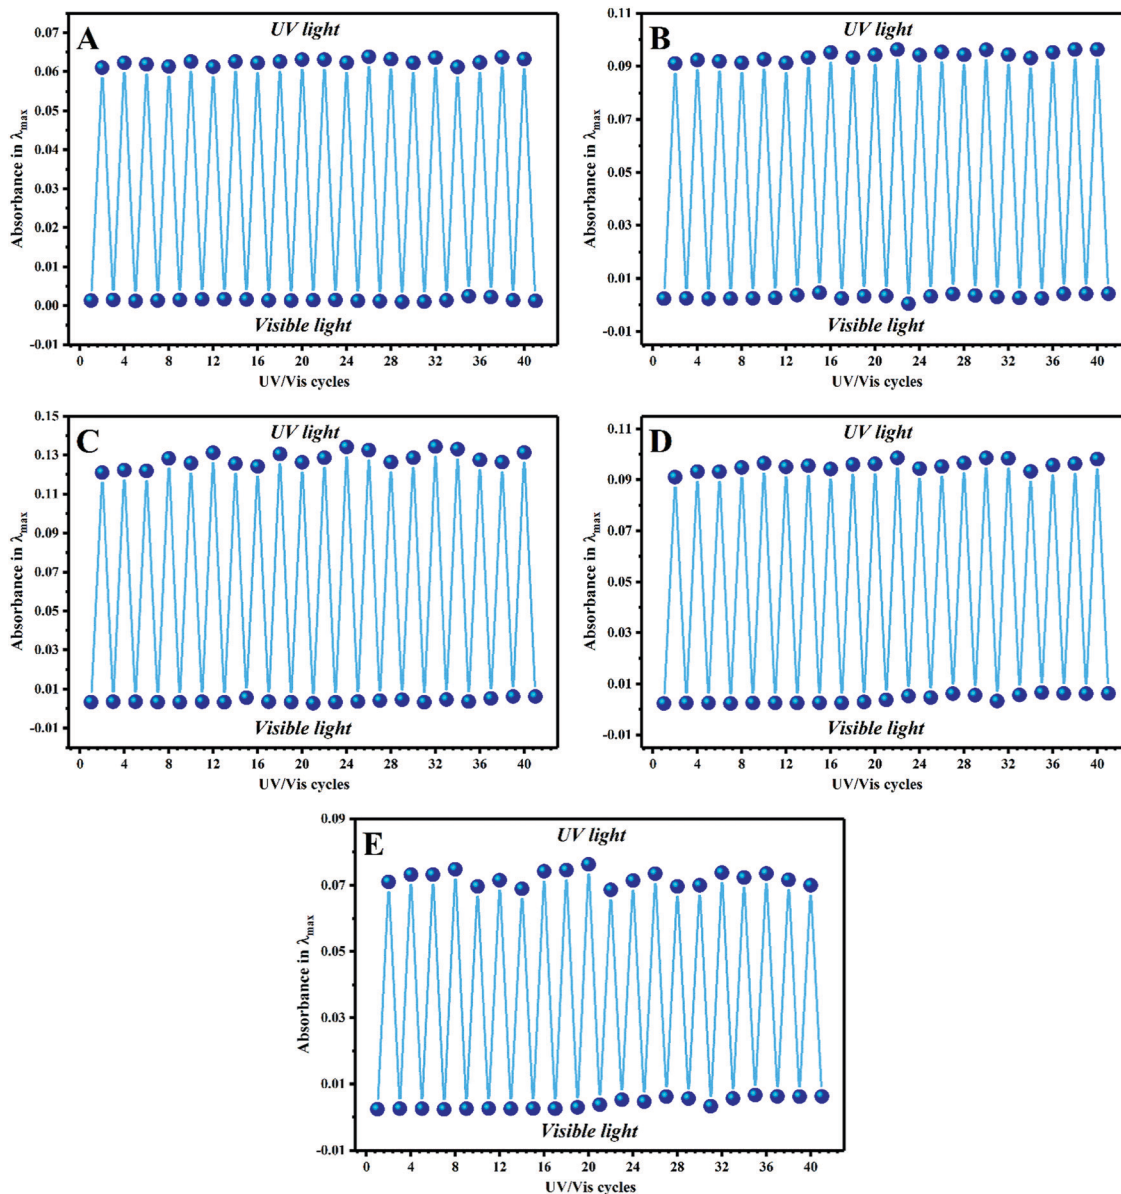 A
UV light
0.07
0.06
0.05
0.04
0.03
0.02
0.01
0.00
-0.01
Absorbance in λmax
Visible light
0 4 8 12 16 20 24 28 32 36 40
UV/Vis cycles
B
UV light
0.11
0.09
0.07
0.05
0.03
0.01
-0.01
Absorbance in λmax
Visible light
0 4 8 12 16 20 24 28 32 36 40
UV/Vis cycles
C
UV light
0.15
0.13
0.11
0.09
0.07
0.05
0.03
0.01
-0.01
Absorbance in λmax
Visible light
0 4 8 12 16 20 24 28 32 36 40
UV/Vis cycles
D
UV light
0.11
0.09
0.07
0.05
0.03
0.01
-0.01
Absorbance in λmax
Visible light
0 4 8 12 16 20 24 28 32 36 40
UV/Vis cycles
E
UV light
0.09
0.07
0.05
0.03
0.01
-0.01
Absorbance in λmax
Visible light
0 4 8 12 16 20 24 28 32 36 40
UV/Vis cycles